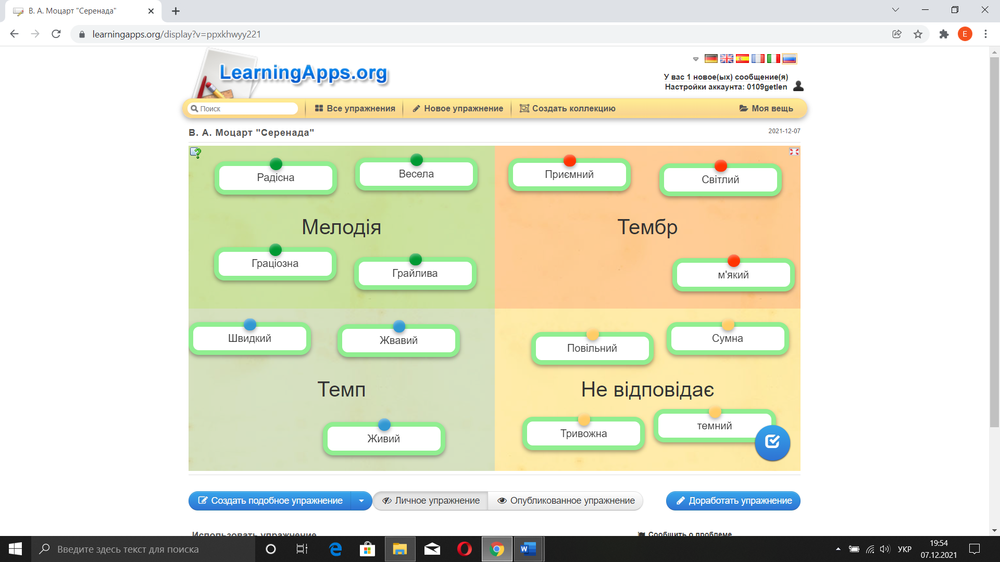 В. А. Моцарт "Серенада"
learningapps.org/display?v=ppxkhwyy221
E
LearningApps.org
У вас 1 новое(ых) сообщение(я)
Настройки аккаунта: 0109getlen
Поиск
Все упражнения
Новое упражнение
Создать коллекцию
Моя вещь
В. А. Моцарт "Серенада"
2021-12-07
Радісна
Весела
Мелодія
Граціозна
Грайлива
Приємний
Світлий
Тембр
м'який
Швидкий
Жвавий
Темп
Живий
Повільний
Сумна
Не відповідає
Тривожна
темний
Создать подобное упражнение
Личное упражнение
Опубликованное упражнение
Доработать упражнение
Использовать упражнение
Сообщить о проблеме
Введите здесь текст для поиска
УКР
19:54
07.12.2021